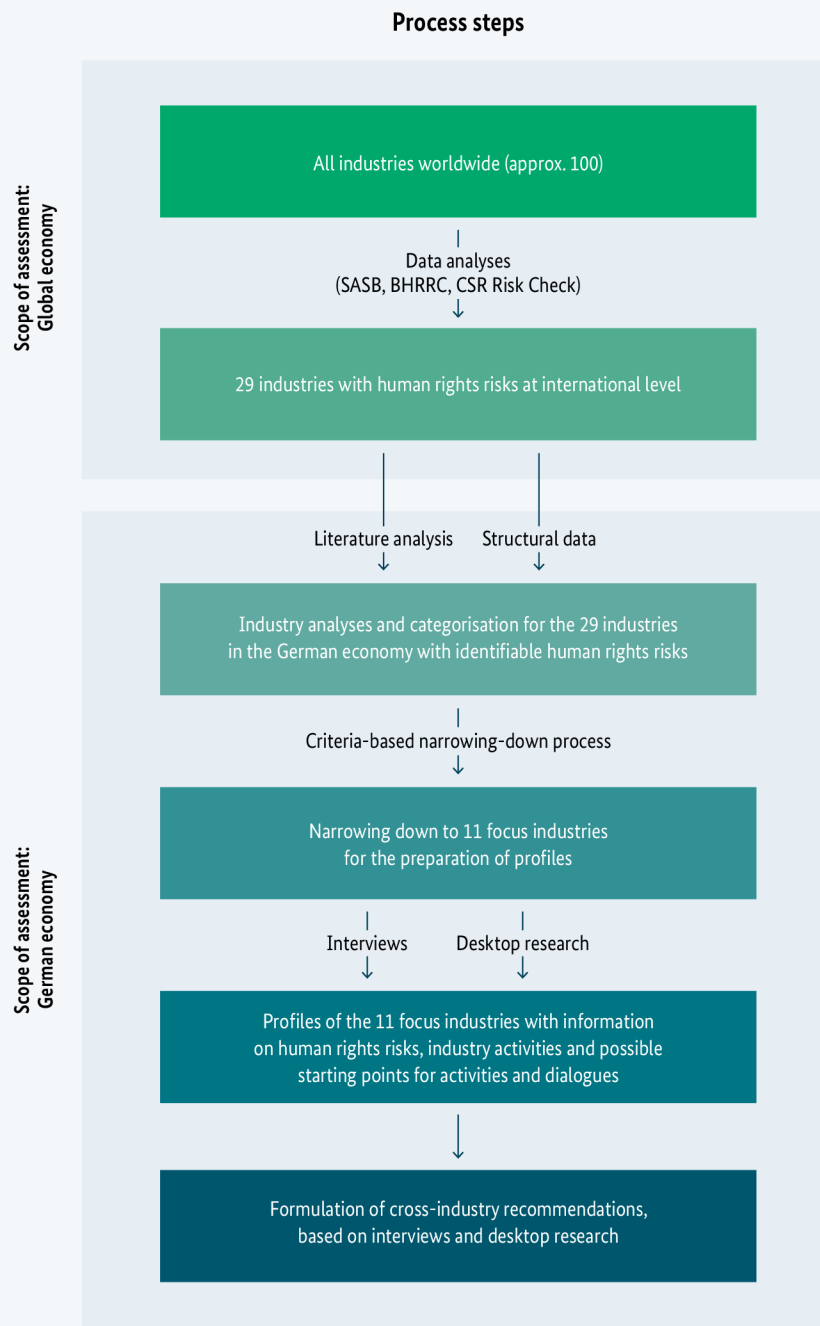 Process steps
Scope of assessment:
Global economy
All industries worldwide (approx. 100)
Data analyses
(SASB, BHRRC, CSR Risk Check)
29 industries with human rights risks at international level
Scope of assessment:
German economy
Literature analysis
Structural data
Industry analyses and categorisation for the 29 industries
in the German economy with identifiable human rights risks
Criteria-based narrowing-down process
Narrowing down to 11 focus industries
for the preparation of profiles
Interviews
Desktop research
Profiles of the 11 focus industries with information
on human rights risks, industry activities and possible
starting points for activities and dialogues
Formulation of cross-industry recommendations,
based on interviews and desktop research